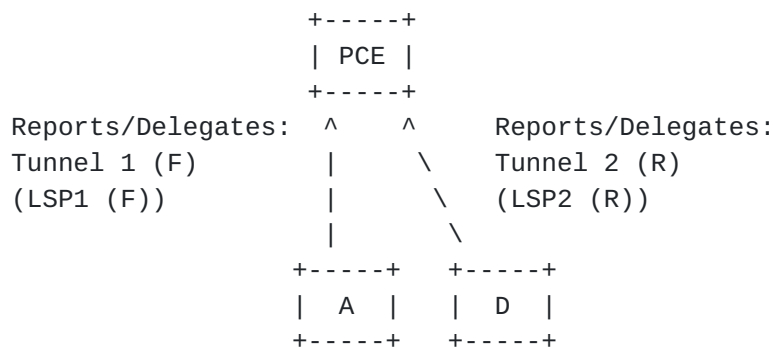 +-----+
| PCE |
+-----+
Reports/Delegates: ^ ^ Reports/Delegates:
Tunnel 1 (F) | \ Tunnel 2 (R)
(LSP1 (F)) | \ (LSP2 (R))
| \
+-----+ +-----+
| A | | D |
+-----+ +-----+